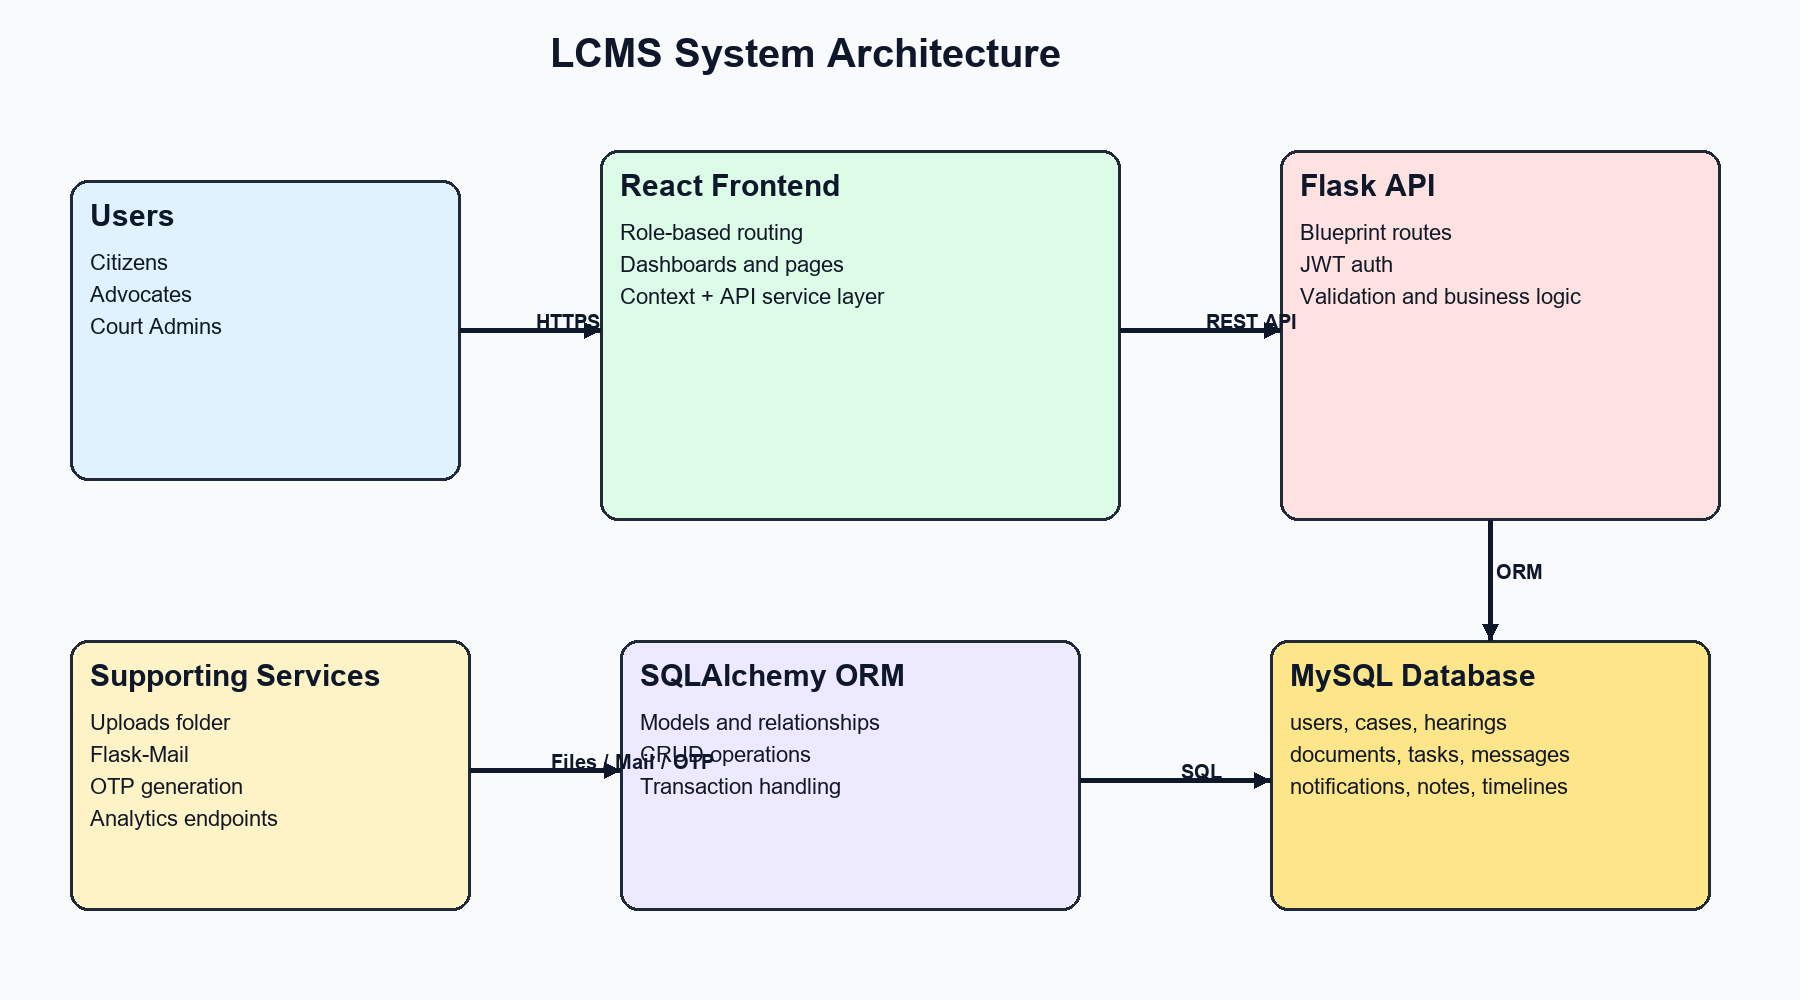 LCMS System Architecture
Users
Citizens
Advocates
Court Admins
HTTPS
React Frontend
Role-based routing
Dashboards and pages
Context + API service layer
REST API
Flask API
Blueprint routes
JWT auth
Validation and business logic
ORM
Supporting Services
Uploads folder
Flask-Mail
OTP generation
Analytics endpoints
Files / Mail / OTP
SQLAlchemy ORM
Models and relationships
CRUD operations
Transaction handling
SQL
MySQL Database
users, cases, hearings
documents, tasks, messages
notifications, notes, timelines